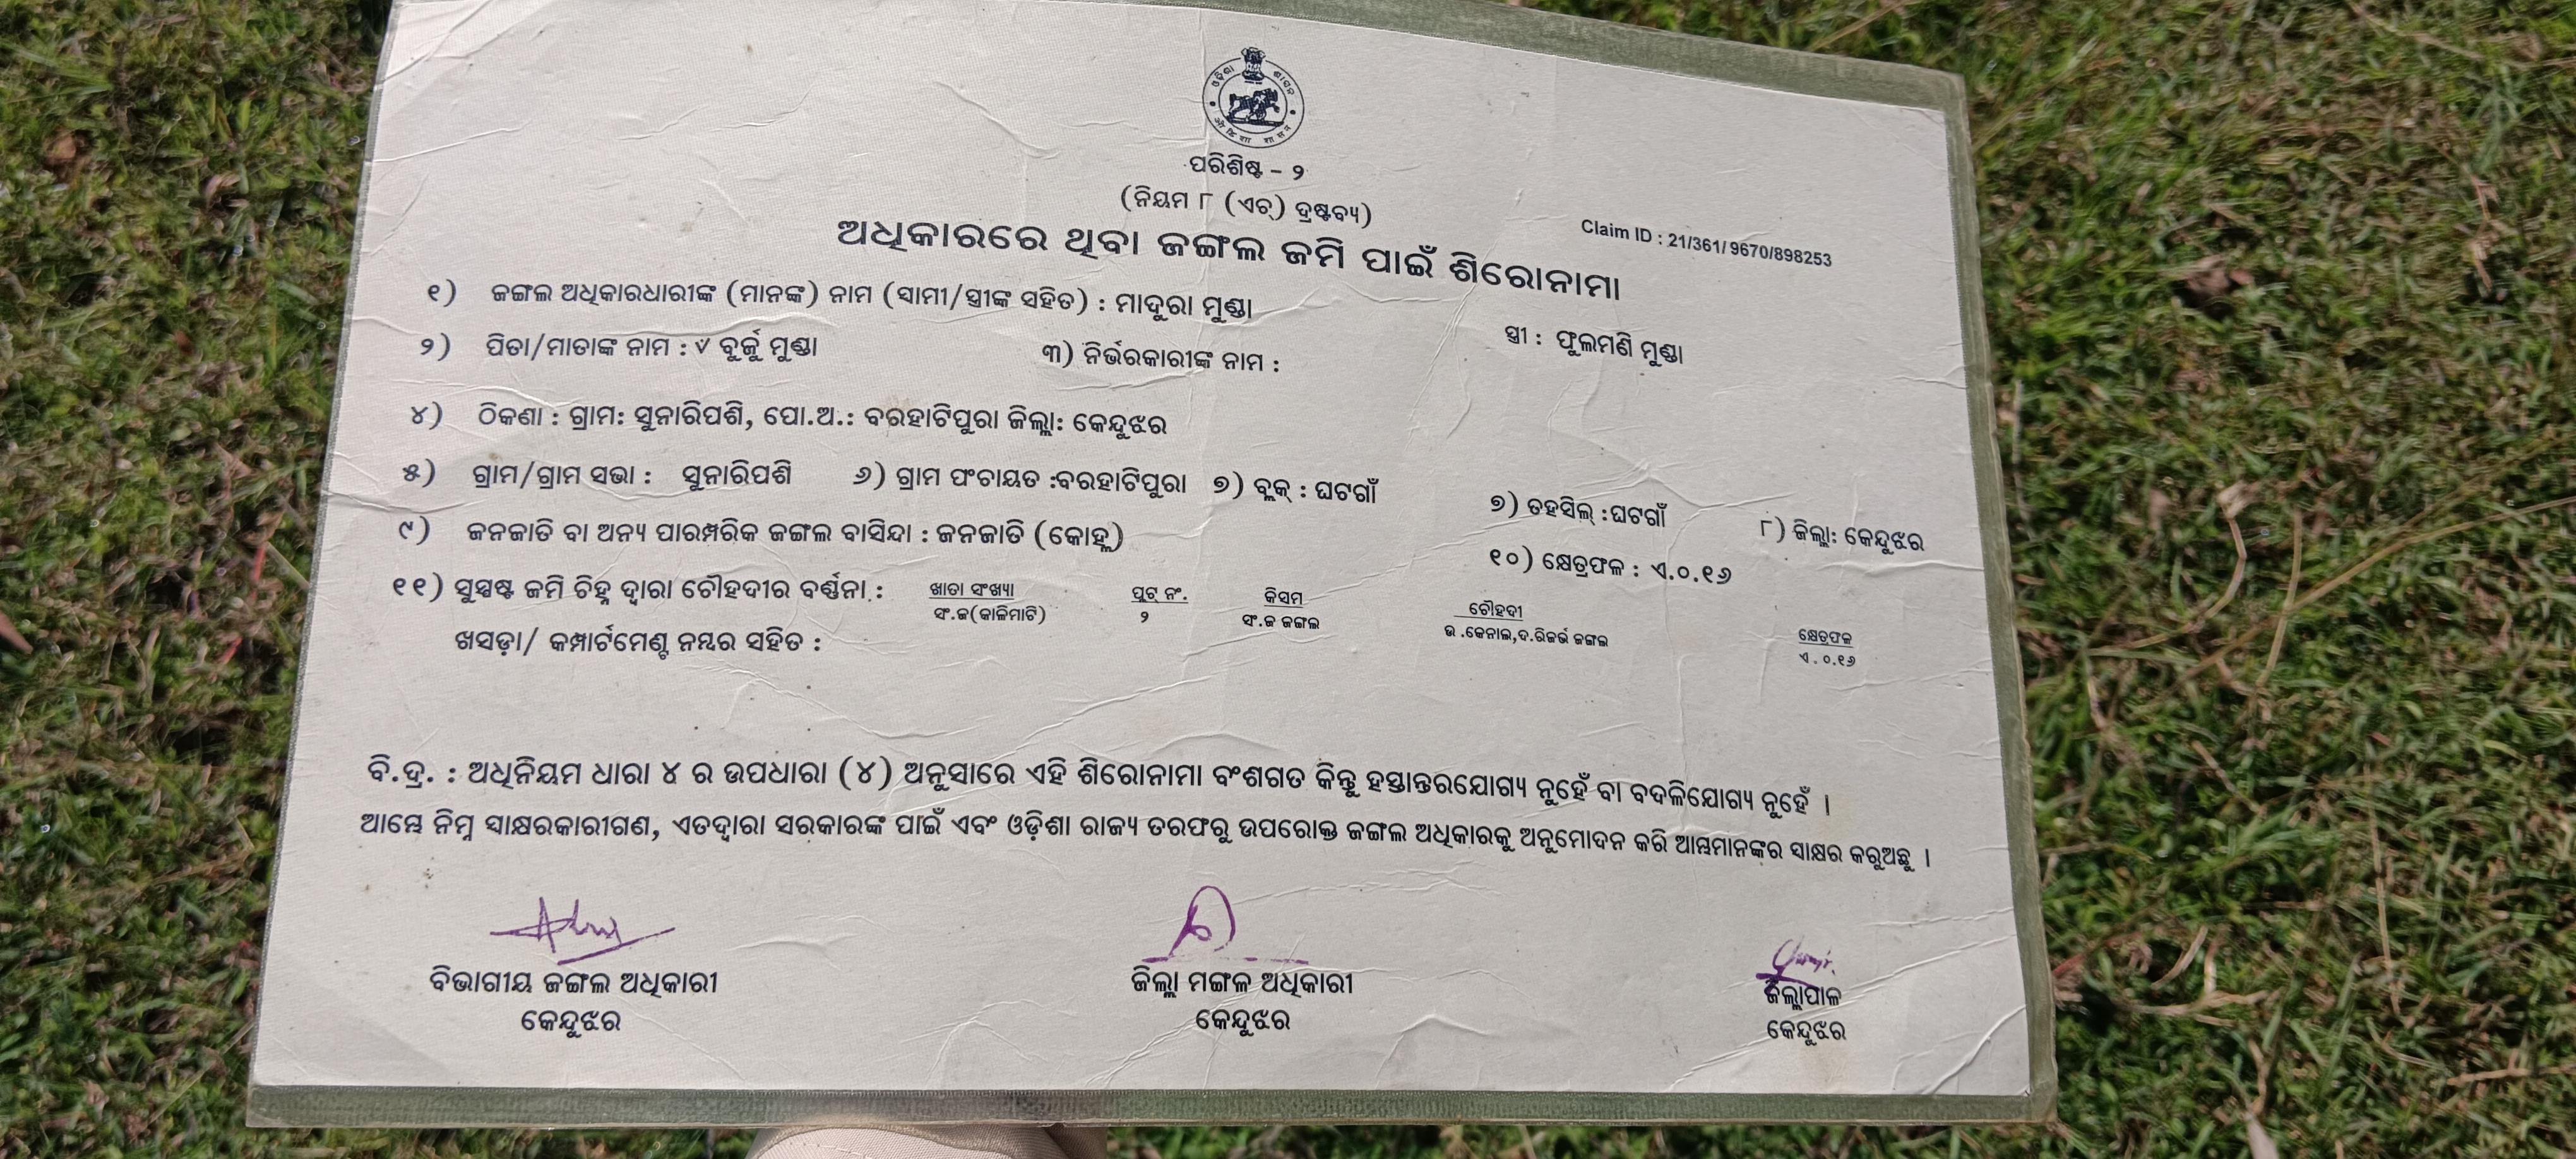 ଓଡ଼ିଶା ଶାସନ
ओडिशा शासन
ପରିଶିଷ୍ଟ - ୨
(ନିୟମ ୮ (ଏଚ୍) ଦ୍ରଷ୍ଟବ୍ୟ)
Claim ID : 21/361/ 9670/898253
ଅଧିକାରରେ ଥିବା ଜଙ୍ଗଲ ଜମି ପାଇଁ ଶିରୋନାମା
୧) ଜଙ୍ଗଲ ଅଧିକାରଧାରୀଙ୍କ (ମାନଙ୍କ) ନାମ (ସ୍ୱାମୀ/ସ୍ତ୍ରୀଙ୍କ ସହିତ) : ମାଦୁରା ମୁଣ୍ଡା ସ୍ତ୍ରୀ : ଫୁଲମଣି ମୁଣ୍ଡା
୨) ପିତା/ମାତାଙ୍କ ନାମ : ୰ ବୁର୍ଜୁ ମୁଣ୍ଡା ୩) ନିର୍ଭରକାରୀଙ୍କ ନାମ :
୪) ଠିକଣା : ଗ୍ରାମ: ସୁନାରିପଶି, ପୋ.ଅ.: ବରହାଟିପୁରା ଜିଲ୍ଲା: କେନ୍ଦୁଝର
୫) ଗ୍ରାମ/ଗ୍ରାମ ସଭା : ସୁନାରିପଶି ୬) ଗ୍ରାମ ପଂଚାୟତ :ବରହାଟିପୁରା ୭) ବ୍ଲକ୍ : ଘଟଗାଁ ୭) ତହସିଲ୍ :ଘଟଗାଁ ୮) ଜିଲ୍ଲା: କେନ୍ଦୁଝର
୯) ଜନଜାତି ବା ଅନ୍ୟ ପାରମ୍ପରିକ ଜଙ୍ଗଲ ବାସିନ୍ଦା : ଜନଜାତି (କୋହ୍ଲ) ୧୦) କ୍ଷେତ୍ରଫଳ : ଏ.୦.୧୬
୧୧) ସୁସ୍ପଷ୍ଟ ଜମି ଚିହ୍ନ ଦ୍ୱାରା ଚୌହଦୀର ବର୍ଣ୍ଣନା : ଖାତା ସଂଖ୍ୟା ପ୍ଲଟ୍ ନଂ. କିସମ ଚୌହଦୀ କ୍ଷେତ୍ରଫଳ
ସଂ.ଜ(କାଳିମାଟି) ୨ ସଂ.ଜ ଜଙ୍ଗଲ ଉ.କେନାଲ,ଦ.ରିଜର୍ଭ ଜଙ୍ଗଲ ଏ.୦.୧୬
ଖସଡ଼ା/ କମ୍ପାର୍ଟମେଣ୍ଟ ନମ୍ବର ସହିତ :
ବି.ଦ୍ର. : ଅଧିନିୟମ ଧାରା ୪ ର ଉପଧାରା (୪) ଅନୁସାରେ ଏହି ଶିରୋନାମା ବଂଶଗତ କିନ୍ତୁ ହସ୍ତାନ୍ତରଯୋଗ୍ୟ ନୁହେଁ ବା ବଦଳିଯୋଗ୍ୟ ନୁହେଁ ।
ଆମ୍ଭେ ନିମ୍ନ ସ୍ୱାକ୍ଷରକାରୀଗଣ, ଏତଦ୍ୱାରା ସରକାରଙ୍କ ପାଇଁ ଏବଂ ଓଡ଼ିଶା ରାଜ୍ୟ ତରଫରୁ ଉପରୋକ୍ତ ଜଙ୍ଗଲ ଅଧିକାରକୁ ଅନୁମୋଦନ କରି ଆମ୍ଭମାନଙ୍କର ସ୍ୱାକ୍ଷର କରୁଅଛୁ ।
ବିଭାଗୀୟ ଜଙ୍ଗଲ ଅଧିକାରୀ ଜିଲ୍ଲା ମଙ୍ଗଳ ଅଧିକାରୀ ଜିଲ୍ଲାପାଳ
କେନ୍ଦୁଝର କେନ୍ଦୁଝର କେନ୍ଦୁଝର